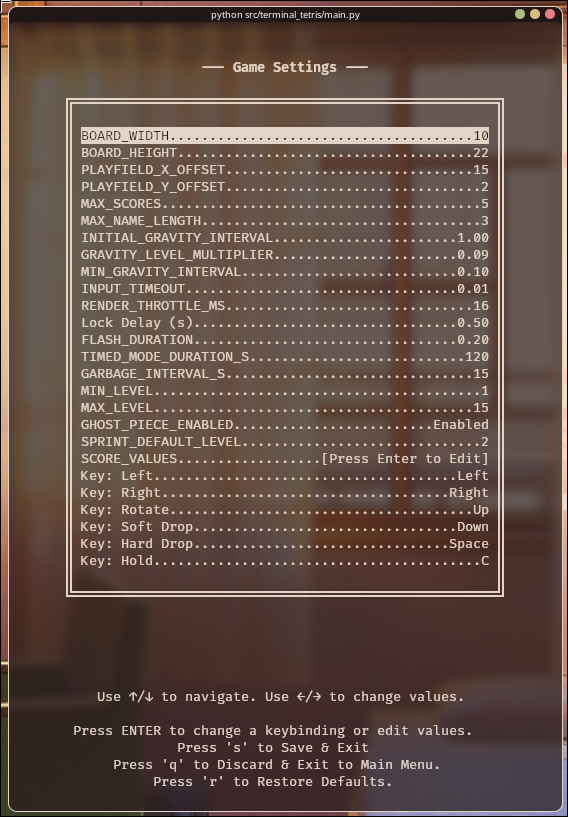 python src/terminal_tetris/main.py
── Game Settings ──
BOARD_WIDTH......................................10
BOARD_HEIGHT.....................................22
PLAYFIELD_X_OFFSET...............................15
PLAYFIELD_Y_OFFSET................................2
MAX_SCORES........................................5
MAX_NAME_LENGTH...................................3
INITIAL_GRAVITY_INTERVAL.......................1.00
GRAVITY_LEVEL_MULTIPLIER.......................0.09
MIN_GRAVITY_INTERVAL...........................0.10
INPUT_TIMEOUT..................................0.01
RENDER_THROTTLE_MS...............................16
Lock Delay (s).................................0.50
FLASH_DURATION.................................0.20
TIMED_MODE_DURATION_S...........................120
GARBAGE_INTERVAL_S...............................15
MIN_LEVEL.........................................1
MAX_LEVEL........................................15
GHOST_PIECE_ENABLED.........................Enabled
SPRINT_DEFAULT_LEVEL..............................2
SCORE_VALUES..................[Press Enter to Edit]
Key: Left......................................Left
Key: Right....................................Right
Key: Rotate......................................Up
Key: Soft Drop.................................Down
Key: Hard Drop................................Space
Key: Hold.........................................C
Use ↑/↓ to navigate. Use ←/→ to change values.
Press ENTER to change a keybinding or edit values.
Press 's' to Save & Exit
Press 'q' to Discard & Exit to Main Menu.
Press 'r' to Restore Defaults.